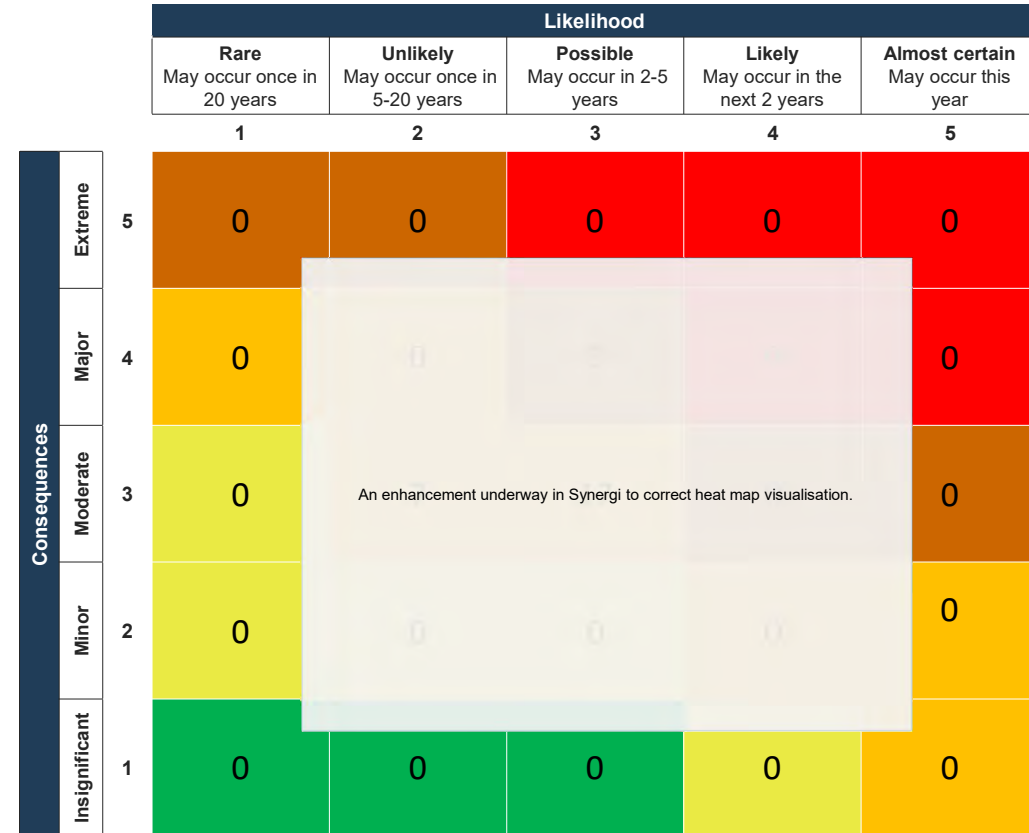 Likelihood
Rare Unlikely Possible Likely Almost certain
May occur once in May occur once in May occur in 2-5 May occur in the May occur this
20 years 5-20 years years next 2 years year
1 2 3 4 5
Consequences
Extreme 5 0 0 0 0 0
Major 4 0 0 0
Moderate 3 0 An enhancement underway in Synergi to correct heat map visualisation. 0
Minor 2 0 0 0 0
Insignificant 1 0 0 0 0 0